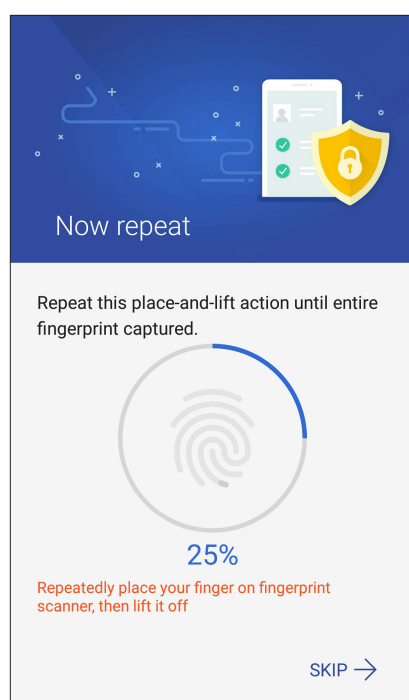 Now repeat
Repeat this place-and-lift action until entire
fingerprint captured.
25%
Repeatedly place your finger on fingerprint
scanner, then lift it off
SKIP